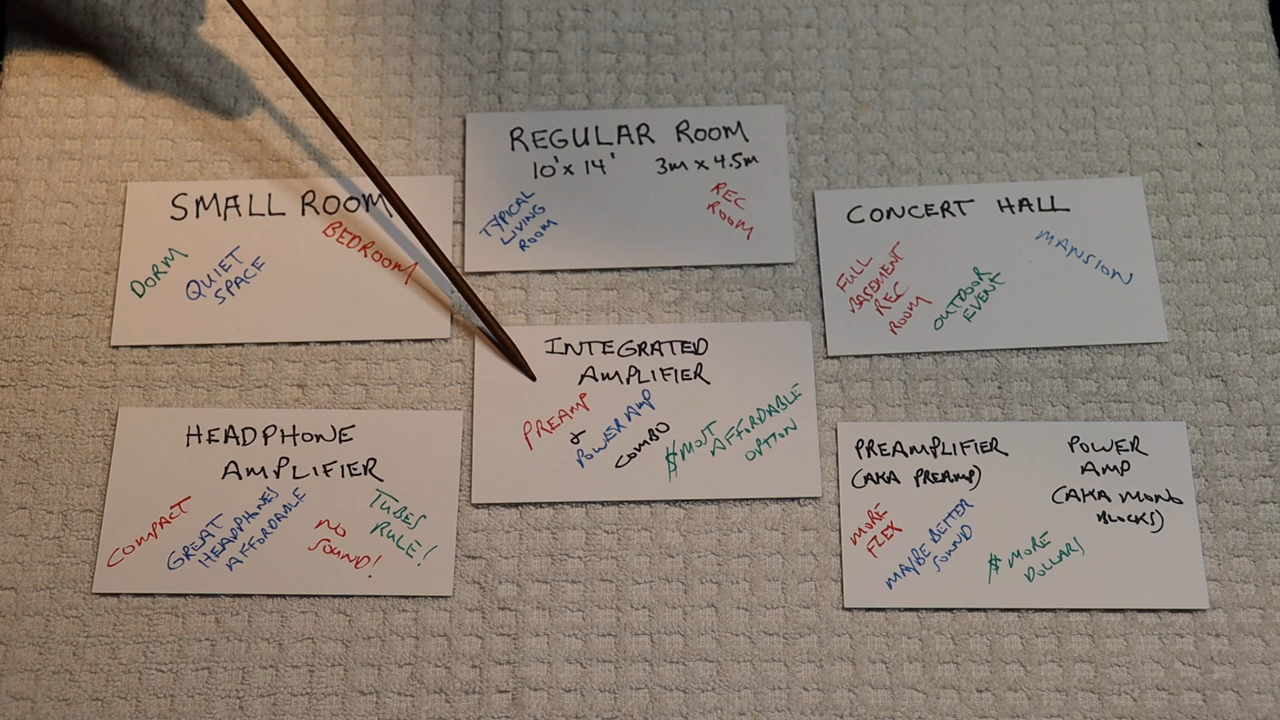 REGULAR ROOM
10' x 14' 3m x 4.5m
TYPICAL
LIVING
ROOM
REC
ROOM
SMALL ROOM
DORM
QUIET
SPACE
BEDROOM
CONCERT HALL
FULL
BASEMENT
REC
ROOM
OUTDOOR
EVENT
MANSION
INTEGRATED
AMPLIFIER
PREAMP
&
POWER AMP
COMBO
$ MOST
AFFORDABLE
OPTION
HEADPHONE
AMPLIFIER
COMPACT
GREAT
HEADPHONES
AFFORDABLE
NO
SOUND!
TUBES
RULE!
PREAMPLIFIER
(AKA PREAMP)
MORE
FLEX
MAYBE BETTER
SOUND
$ MORE
DOLLARS
POWER
AMP
(AKA MONO
BLOCKS)